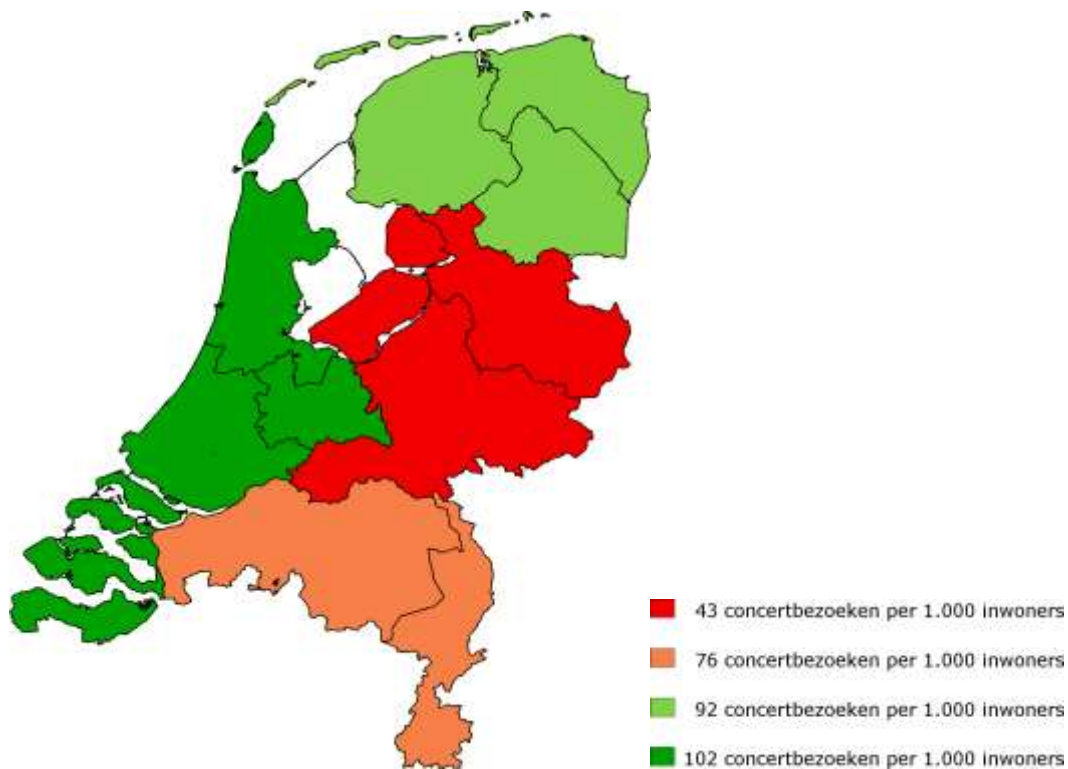 43 concertbezoeken per 1.000 inwoners
76 concertbezoeken per 1.000 inwoners
92 concertbezoeken per 1.000 inwoners
102 concertbezoeken per 1.000 inwoners